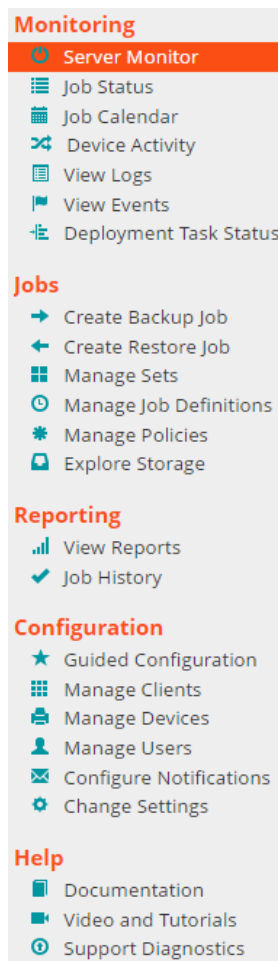 Monitoring
Server Monitor
Job Status
Job Calendar
Device Activity
View Logs
View Events
Deployment Task Status
Jobs
Create Backup Job
Create Restore Job
Manage Sets
Manage Job Definitions
Manage Policies
Explore Storage
Reporting
View Reports
Job History
Configuration
Guided Configuration
Manage Clients
Manage Devices
Manage Users
Configure Notifications
Change Settings
Help
Documentation
Video and Tutorials
Support Diagnostics